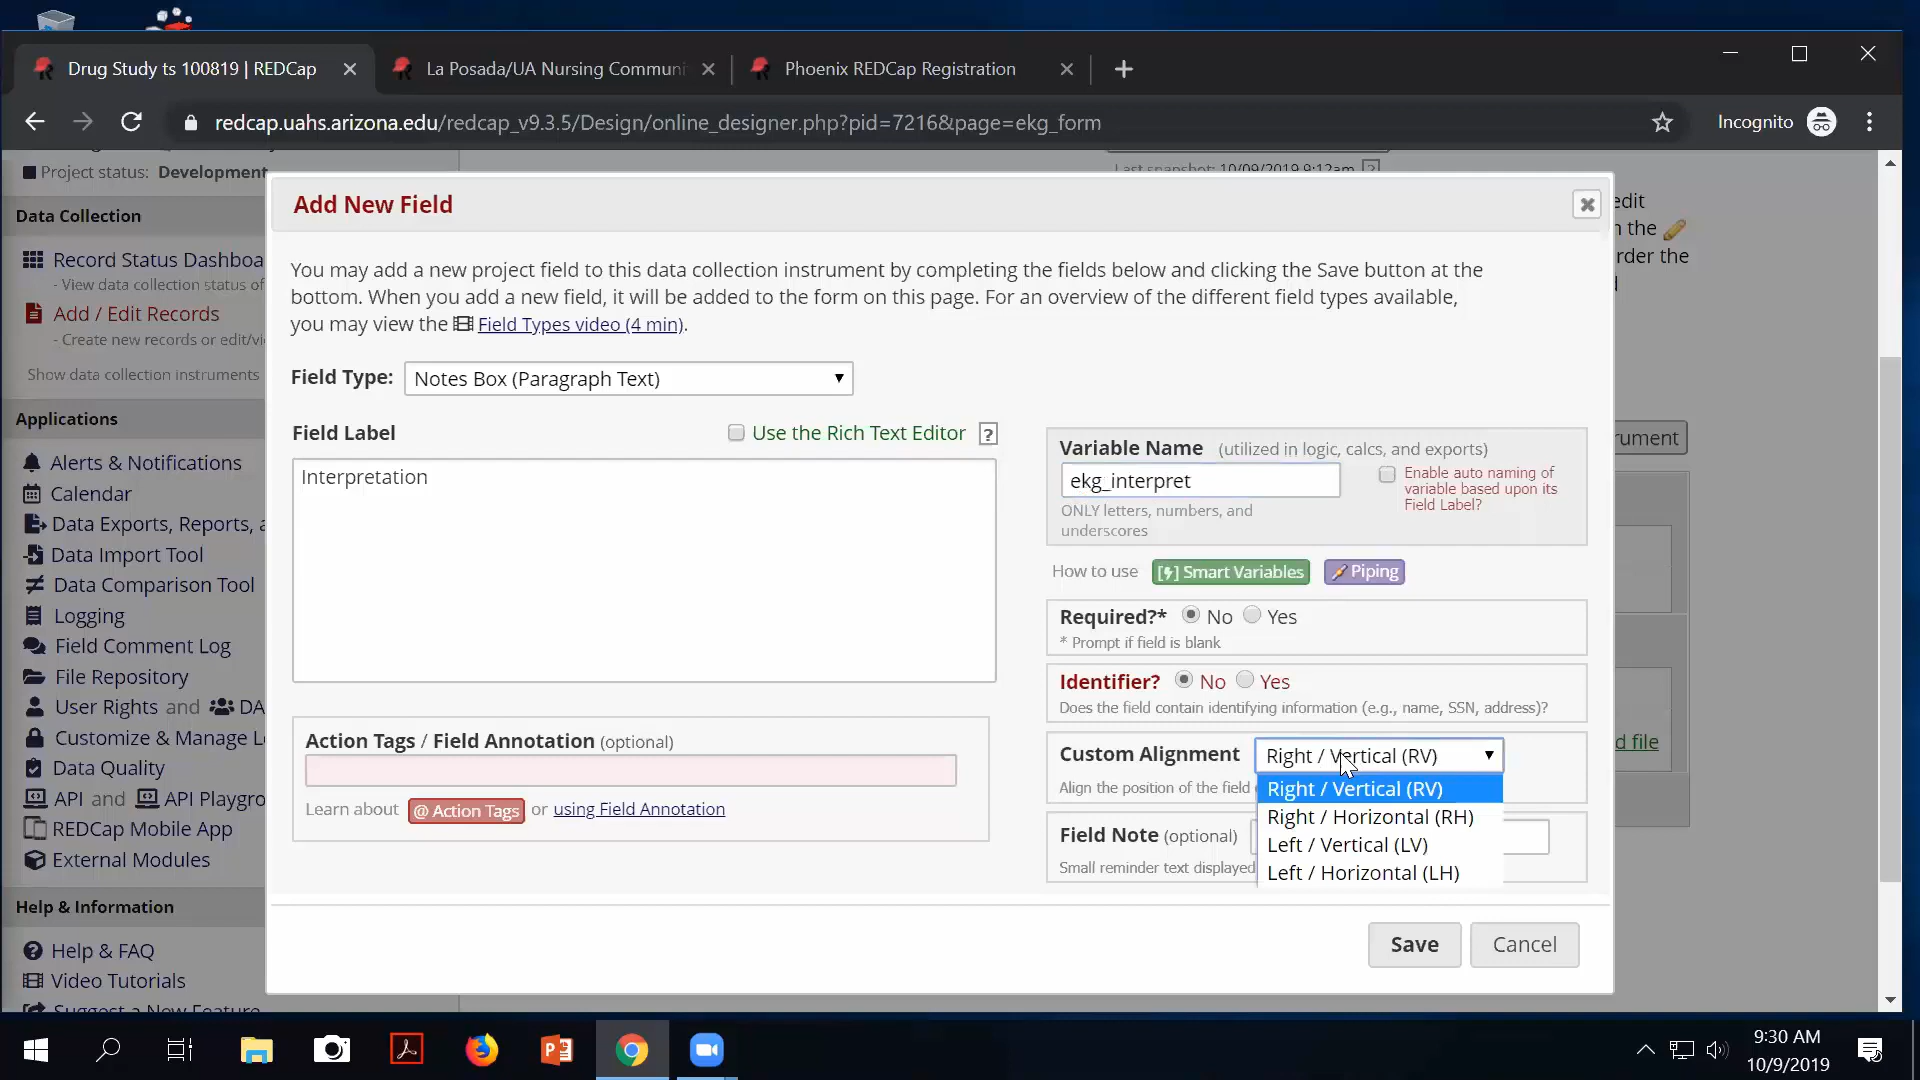 Drug Study ts 100819 | REDCap
La Posada/UA Nursing Communi
Phoenix REDCap Registration
redcap.uahs.arizona.edu/redcap_v9.3.5/Design/online_designer.php?pid=7216&page=ekg_form
Incognito
Project status: Development
Last snapshot: 10/09/2019 9:12am ?
Data Collection
Record Status Dashboa
- View data collection status of
Add / Edit Records
- Create new records or edit/vi
Show data collection instruments
Applications
Alerts & Notifications
Calendar
Data Exports, Reports, a
Data Import Tool
Data Comparison Tool
Logging
Field Comment Log
File Repository
User Rights and DA
Customize & Manage L
Data Quality
API and API Playgro
REDCap Mobile App
External Modules
Help & Information
Help & FAQ
Video Tutorials
Suggest a New Feature
Add New Field
You may add a new project field to this data collection instrument by completing the fields below and clicking the Save button at the
bottom. When you add a new field, it will be added to the form on this page. For an overview of the different field types available,
you may view the Field Types video (4 min).
Field Type: Notes Box (Paragraph Text)
Field Label
Use the Rich Text Editor ?
Interpretation
Action Tags / Field Annotation (optional)
Learn about @ Action Tags or using Field Annotation
Variable Name (utilized in logic, calcs, and exports)
ekg_interpret
ONLY letters, numbers, and
underscores
Enable auto naming of
variable based upon its
Field Label?
How to use Smart Variables Piping
Required?* No Yes
* Prompt if field is blank
Identifier? No Yes
Does the field contain identifying information (e.g., name, SSN, address)?
Custom Alignment Right / Vertical (RV)
Align the position of the field
Right / Vertical (RV)
Right / Horizontal (RH)
Left / Vertical (LV)
Left / Horizontal (LH)
Field Note (optional)
Small reminder text displayed
Save
Cancel
edit
the
rder the
ument
d file
9:30 AM
10/9/2019